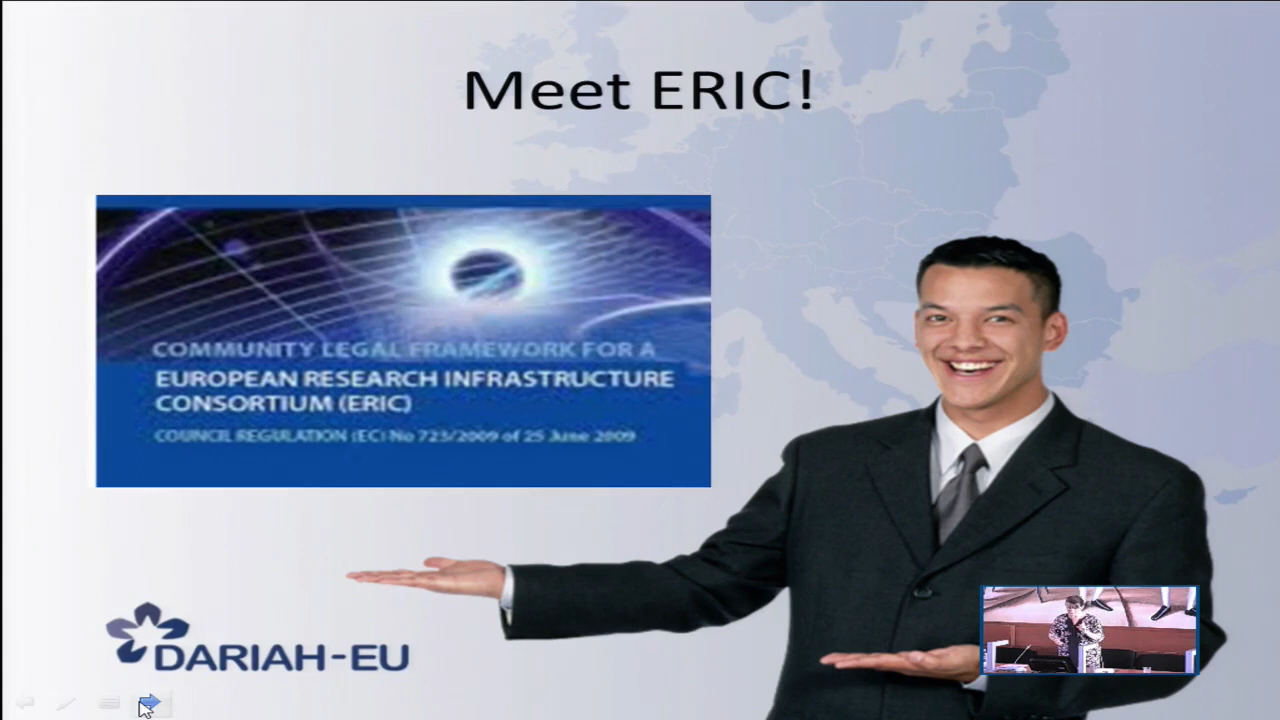 Meet ERIC!
COMMUNITY LEGAL FRAMEWORK FOR A
EUROPEAN RESEARCH INFRASTRUCTURE
CONSORTIUM (ERIC)
COUNCIL REGULATION (EC) No 723/2009 of 25 June 2009
DARIAH-EU